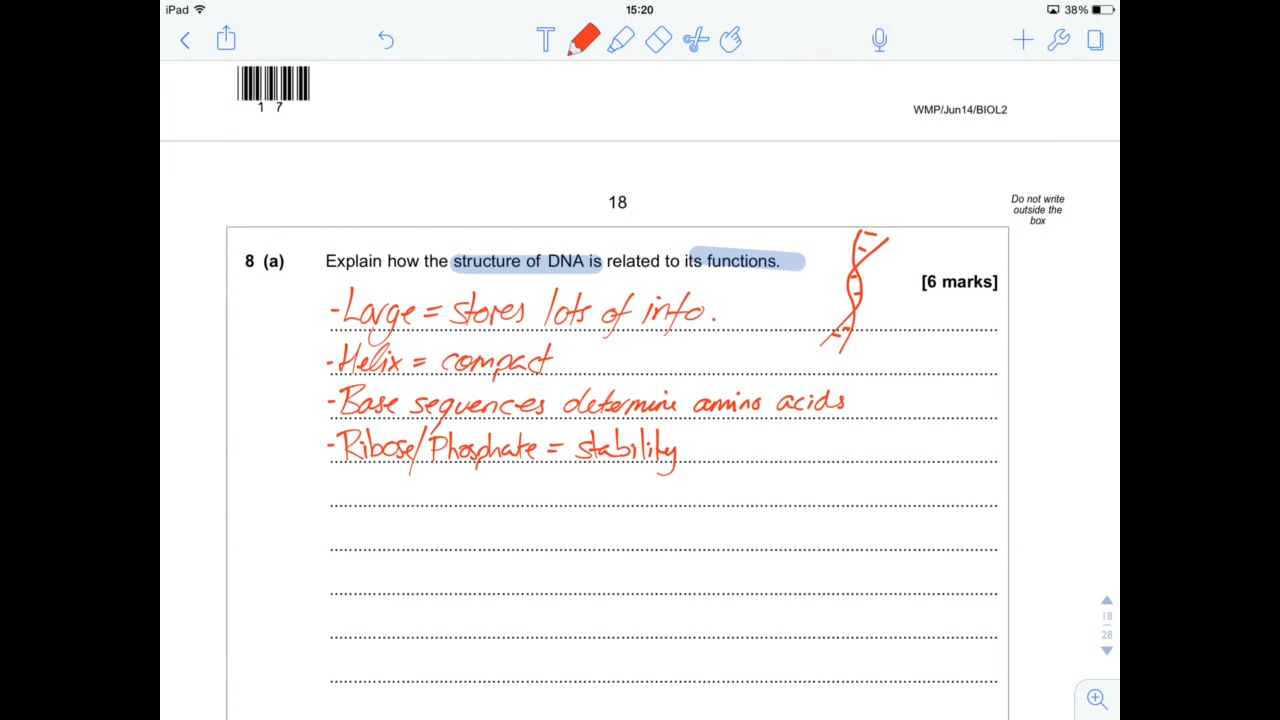 iPad 15:20 38%
T
1 7
WMP/Jun14/BIOL2
18
Do not write
outside the
box
8 (a) Explain how the structure of DNA is related to its functions.
[6 marks]
-Large = stores lots of info.
-Helix = compact
-Base sequences determine amino acids
-Ribose/Phosphate = stability
18
28